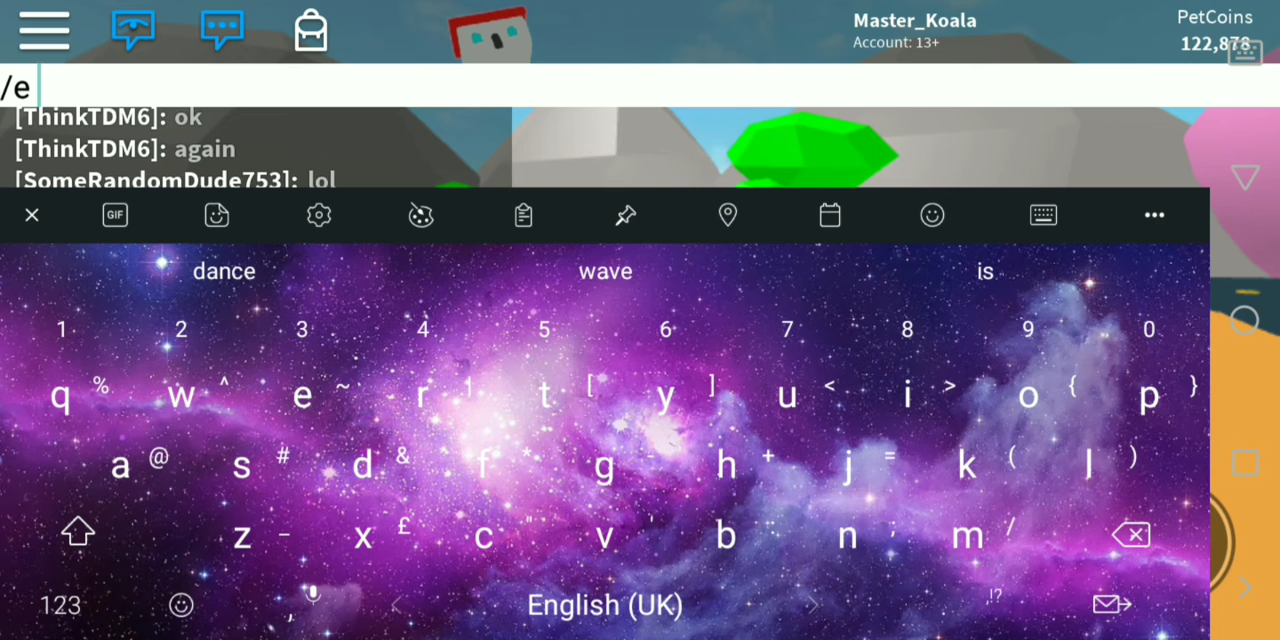 Master_Koala
Account: 13+
PetCoins
122,878
/e
[ThinkTDM6]: ok
[ThinkTDM6]: again
[SomeRandomDude753]: lol
GIF
dance wave is
1 2 3 4 5 6 7 8 9 0
q % w ^ e ~ r | t [ y ] u < i > o { p }
a @ s # d & f * g - h + j = k ( l )
z _ x £ c " v ' b : n ; m /
123 , English (UK) .!?